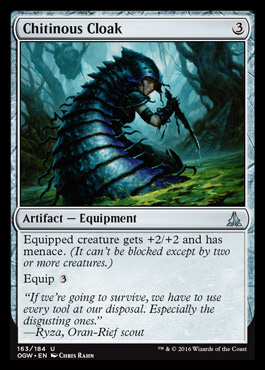 Chitinous Cloak 3
Artifact — Equipment
Equipped creature gets +2/+2 and has
menace. (It can't be blocked except by two
or more creatures.)
Equip 3
"If we're going to survive, we have to use
every tool at our disposal. Especially the
disgusting ones."
—Ryza, Oran-Rief scout
163/184 U
OGW • EN Chris Rahn
™ & © 2016 Wizards of the Coast